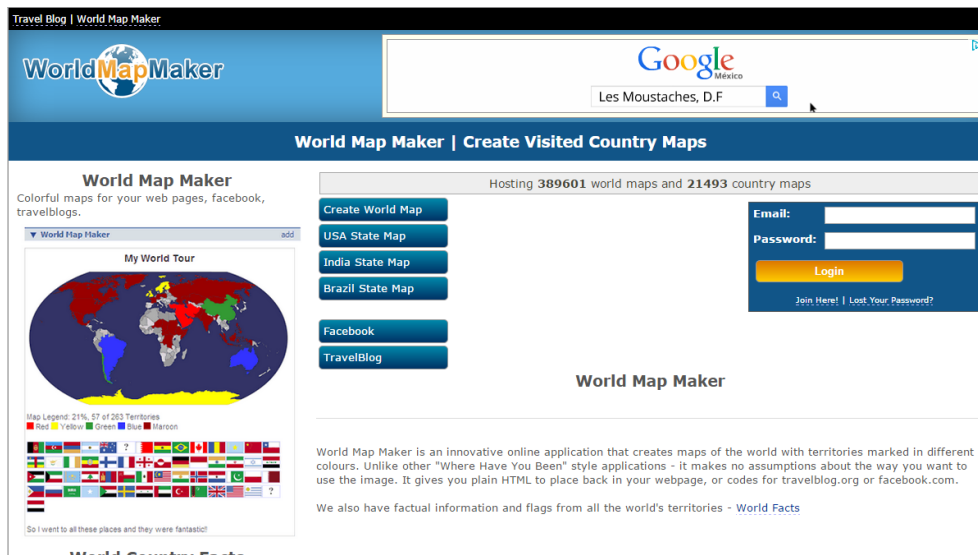 Travel Blog | World Map Maker
WorldMapMaker
Google
México
Les Moustaches, D.F
World Map Maker | Create Visited Country Maps
World Map Maker
Colorful maps for your web pages, facebook,
travelblogs.
▼ World Map Maker add
My World Tour
Map Legend: 21%, 57 of 263 Territories
Red Yellow Green Blue Maroon
? 
?
So I went to all these places and they were fantastic!
World Country Facts
Hosting 389601 world maps and 21493 country maps
Create World Map
USA State Map
India State Map
Brazil State Map
Facebook
TravelBlog
Email:
Password:
Login
Join Here! | Lost Your Password?
World Map Maker
World Map Maker is an innovative online application that creates maps of the world with territories marked in different
colours. Unlike other "Where Have You Been" style applications - it makes no assumptions about the way you want to
use the image. It gives you plain HTML to place back in your webpage, or codes for travelblog.org or facebook.com.
We also have factual information and flags from all the world's territories - World Facts